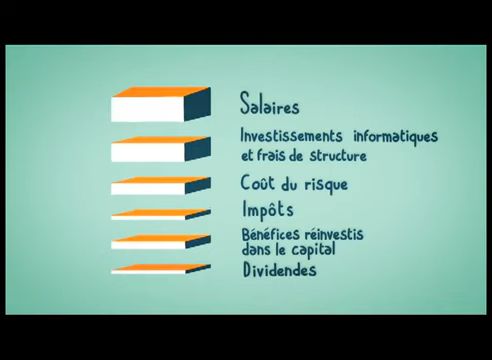 Salaires
Investissements informatiques
et frais de structure
Coût du risque
Impôts
Bénéfices réinvestis
dans le capital
Dividendes